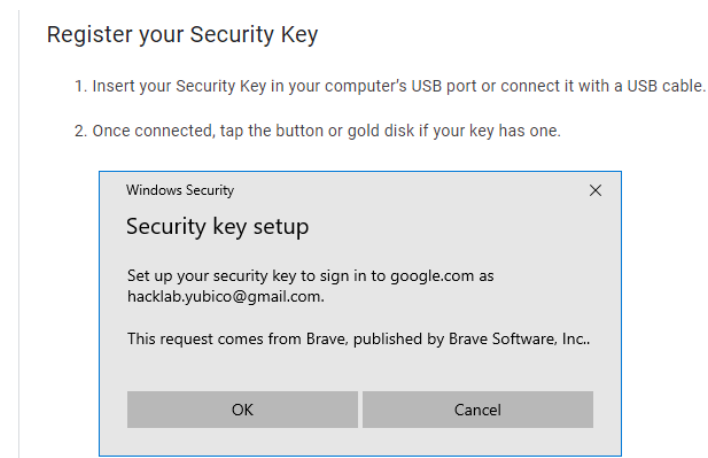 Register your Security Key
1. Insert your Security Key in your computer's USB port or connect it with a USB cable.
2. Once connected, tap the button or gold disk if your key has one.
Windows Security
Security key setup
Set up your security key to sign in to google.com as
hacklab.yubico@gmail.com.
This request comes from Brave, published by Brave Software, Inc..
OK
Cancel